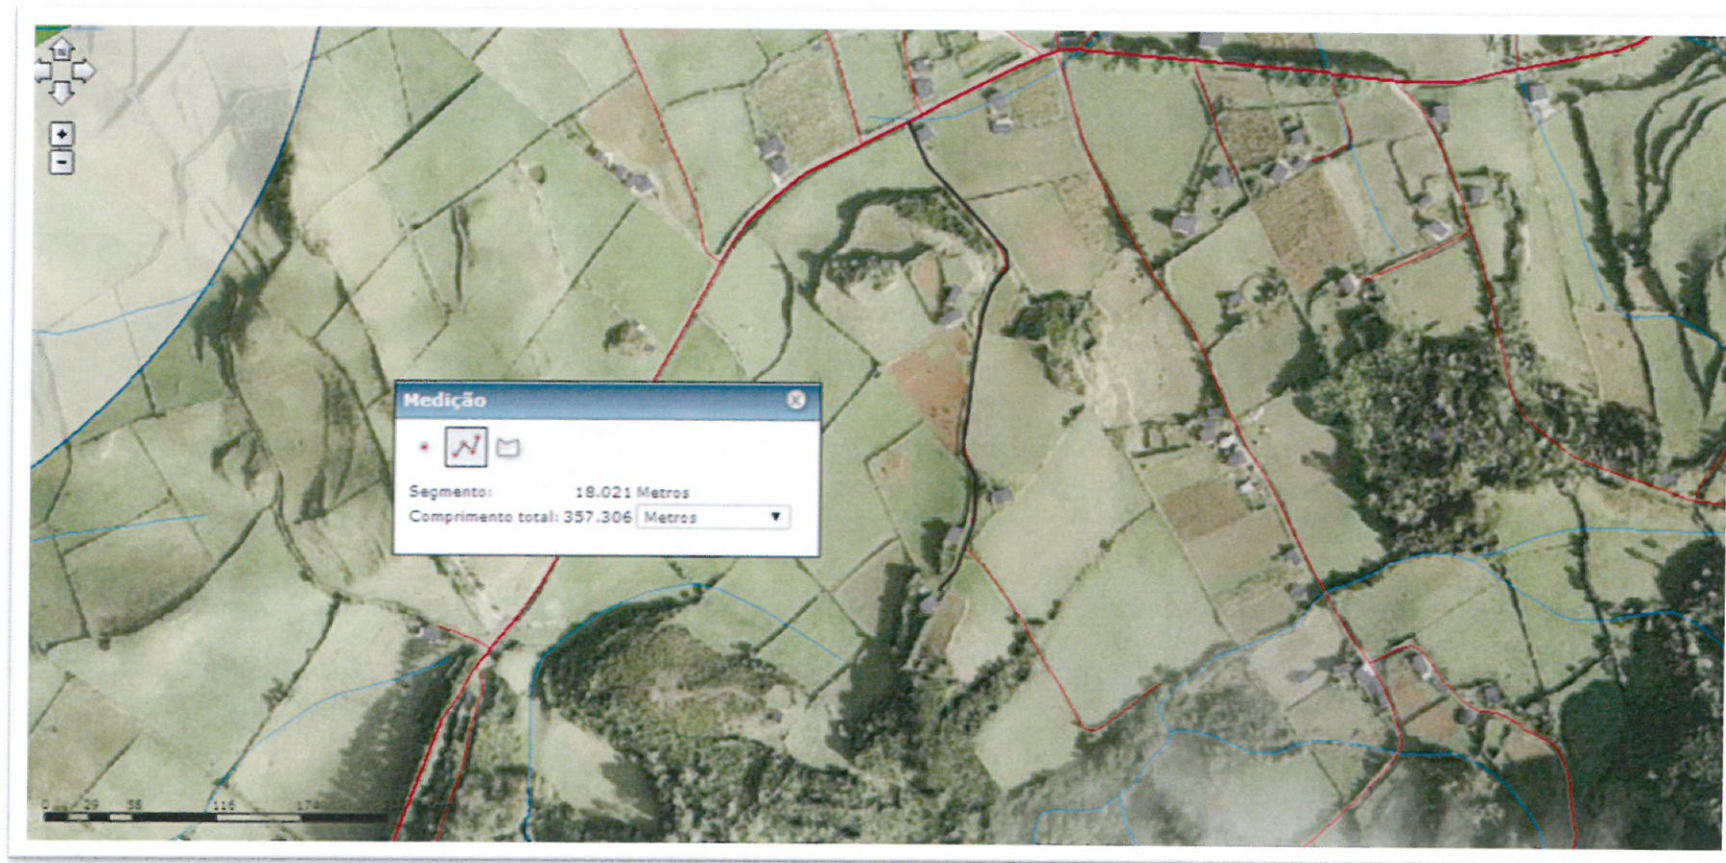 N
+
-
Medição
Segmento: 18.021 Metros
Comprimento total: 357.306 Metros
0 29 58 116 174